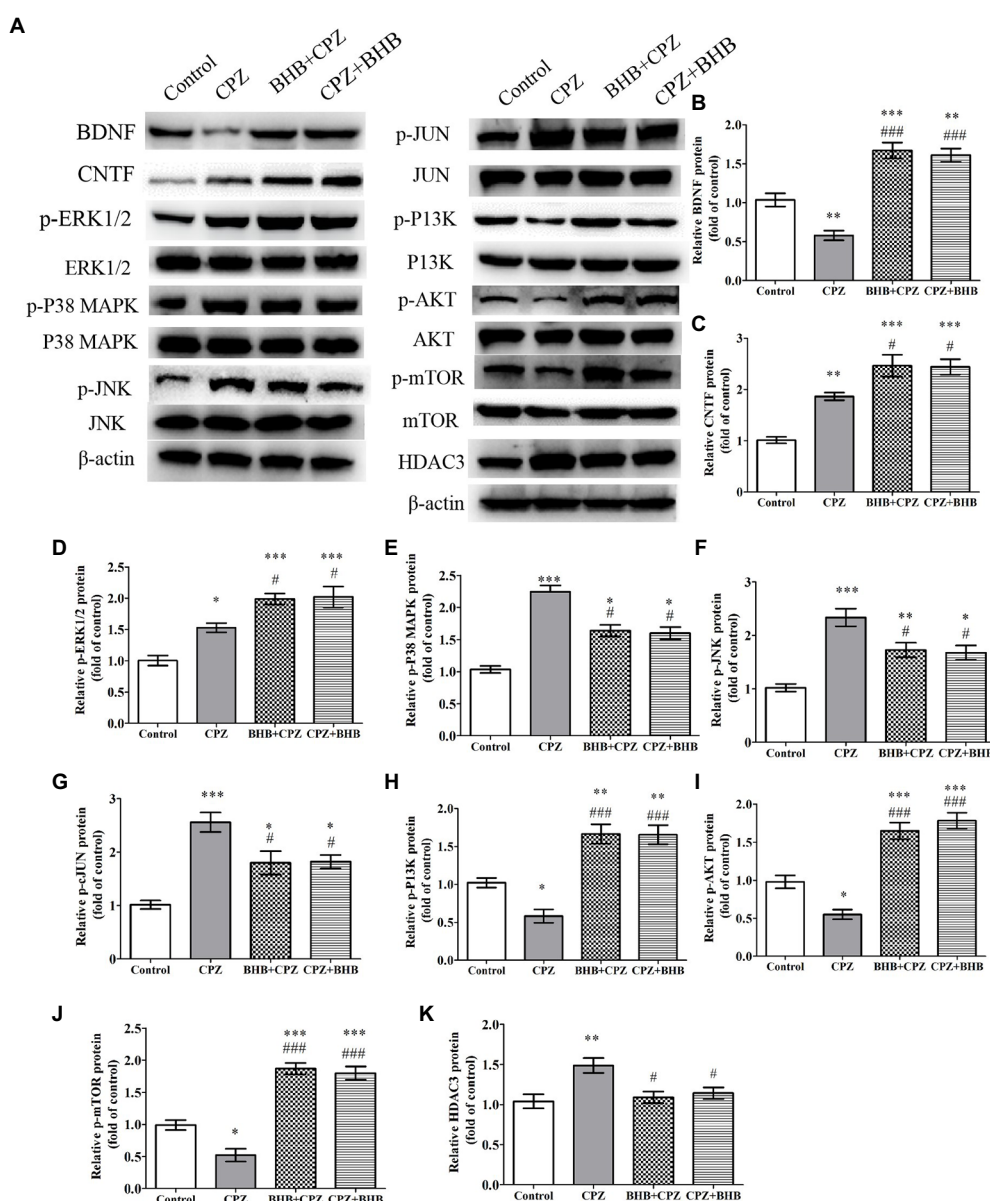 A
Control CPZ BHB+CPZ CPZ+BHB
BDNF
CNTF
p-ERK1/2
ERK1/2
p-P38 MAPK
P38 MAPK
p-JNK
JNK
β-actin
Control CPZ BHB+CPZ CPZ+BHB
p-JUN
JUN
p-P13K
P13K
p-AKT
AKT
p-mTOR
mTOR
HDAC3
β-actin
B
Relative BDNF protein
(fold of control)
2.0
1.5
1.0
0.5
0.0
*** **
** ### ###
Control CPZ BHB+CPZ CPZ+BHB
C
Relative CNTF protein
(fold of control)
3
2
1
0
*** ***
** # #
Control CPZ BHB+CPZ CPZ+BHB
D
Relative p-ERK1/2 protein
(fold of control)
2.5
2.0
1.5
1.0
0.5
0.0
*** ***
* # #
Control CPZ BHB+CPZ CPZ+BHB
E
Relative p-P38 MAPK protein
(fold of control)
2.5
2.0
1.5
1.0
0.5
0.0
*** * *
# #
Control CPZ BHB+CPZ CPZ+BHB
F
Relative p-JNK protein
(fold of control)
3
2
1
0
*** ** *
# #
Control CPZ BHB+CPZ CPZ+BHB
G
Relative p-cJUN protein
(fold of control)
3
2
1
0
*** * *
# #
Control CPZ BHB+CPZ CPZ+BHB
H
Relative p-P13K protein
(fold of control)
2.0
1.5
1.0
0.5
0.0
** **
* ### ###
Control CPZ BHB+CPZ CPZ+BHB
I
Relative p-AKT protein
(fold of control)
2.0
1.5
1.0
0.5
0.0
*** ***
* ### ###
Control CPZ BHB+CPZ CPZ+BHB
J
Relative p-mTOR protein
(fold of control)
2.5
2.0
1.5
1.0
0.5
0.0
*** ***
* ### ###
Control CPZ BHB+CPZ CPZ+BHB
K
Relative HDAC3 protein
(fold of control)
2.0
1.5
1.0
0.5
0.0
** # #
Control CPZ BHB+CPZ CPZ+BHB